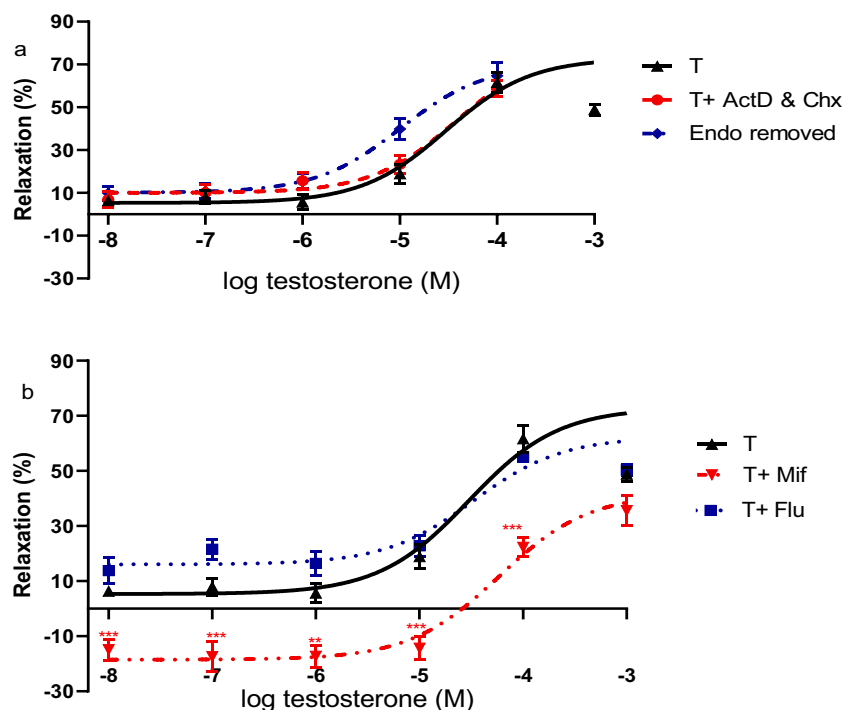 a
Relaxation (%)
90
70
50
30
10
-10
-30
-8 -7 -6 -5 -4 -3
log testosterone (M)
T
T+ ActD & Chx
Endo removed
b
Relaxation (%)
90
70
50
30
10
-10
-30
*** *** ** *** ***
-8 -7 -6 -5 -4 -3
log testosterone (M)
T
T+ Mif
T+ Flu